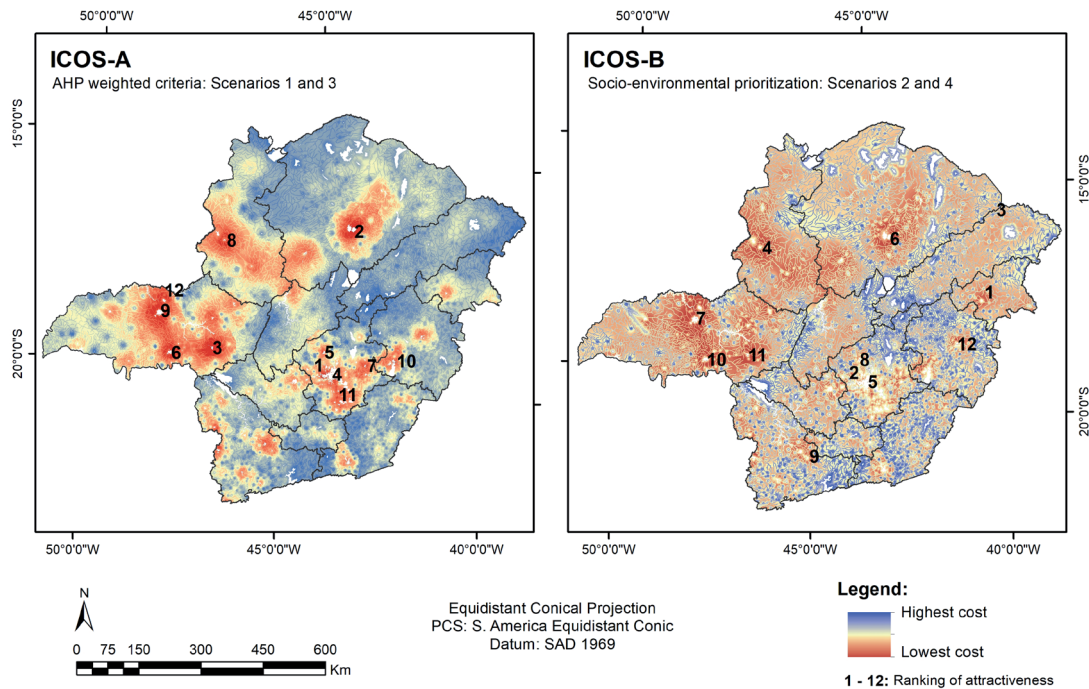 50°0'0"W 45°0'0"W 50°0'0"W 45°0'0"W
ICOS-A
AHP weighted criteria: Scenarios 1 and 3
15°0'0"S
20°0'0"S
2
8
12
9
6
3
5
1
4
7
10
11
50°0'0"W 45°0'0"W 40°0'0"W
ICOS-B
Socio-environmental prioritization: Scenarios 2 and 4
15°0'0"S
20°0'0"S
3
6
4
1
7
12
10
11
8
2
5
9
50°0'0"W 45°0'0"W 40°0'0"W
N
0 75 150 300 450 600
Km
Equidistant Conical Projection
PCS: S. America Equidistant Conic
Datum: SAD 1969
Legend:
Highest cost
Lowest cost
1 - 12: Ranking of attractiveness